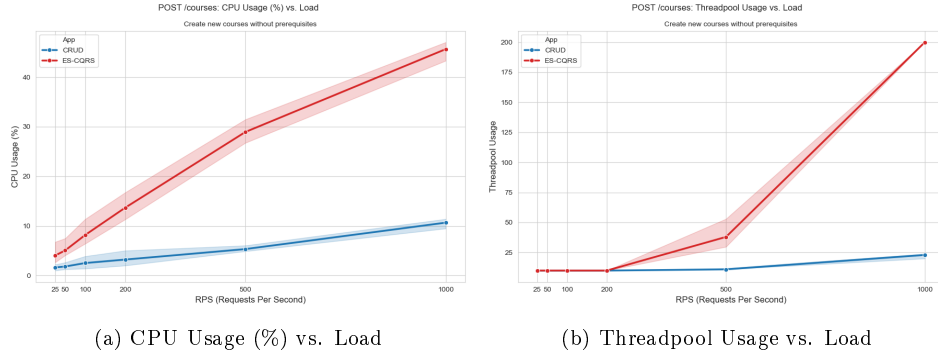 POST /courses: CPU Usage (%) vs. Load
Create new courses without prerequisites
App
CRUD
ES-CQRS
CPU Usage (%)
40
30
20
10
0
25 50 100 200 500 1000
RPS (Requests Per Second)
(a) CPU Usage (%) vs. Load
POST /courses: Threadpool Usage vs. Load
Create new courses without prerequisites
App
CRUD
ES-CQRS
Threadpool Usage
200
175
150
125
100
75
50
25
25 50 100 200 500 1000
RPS (Requests Per Second)
(b) Threadpool Usage vs. Load